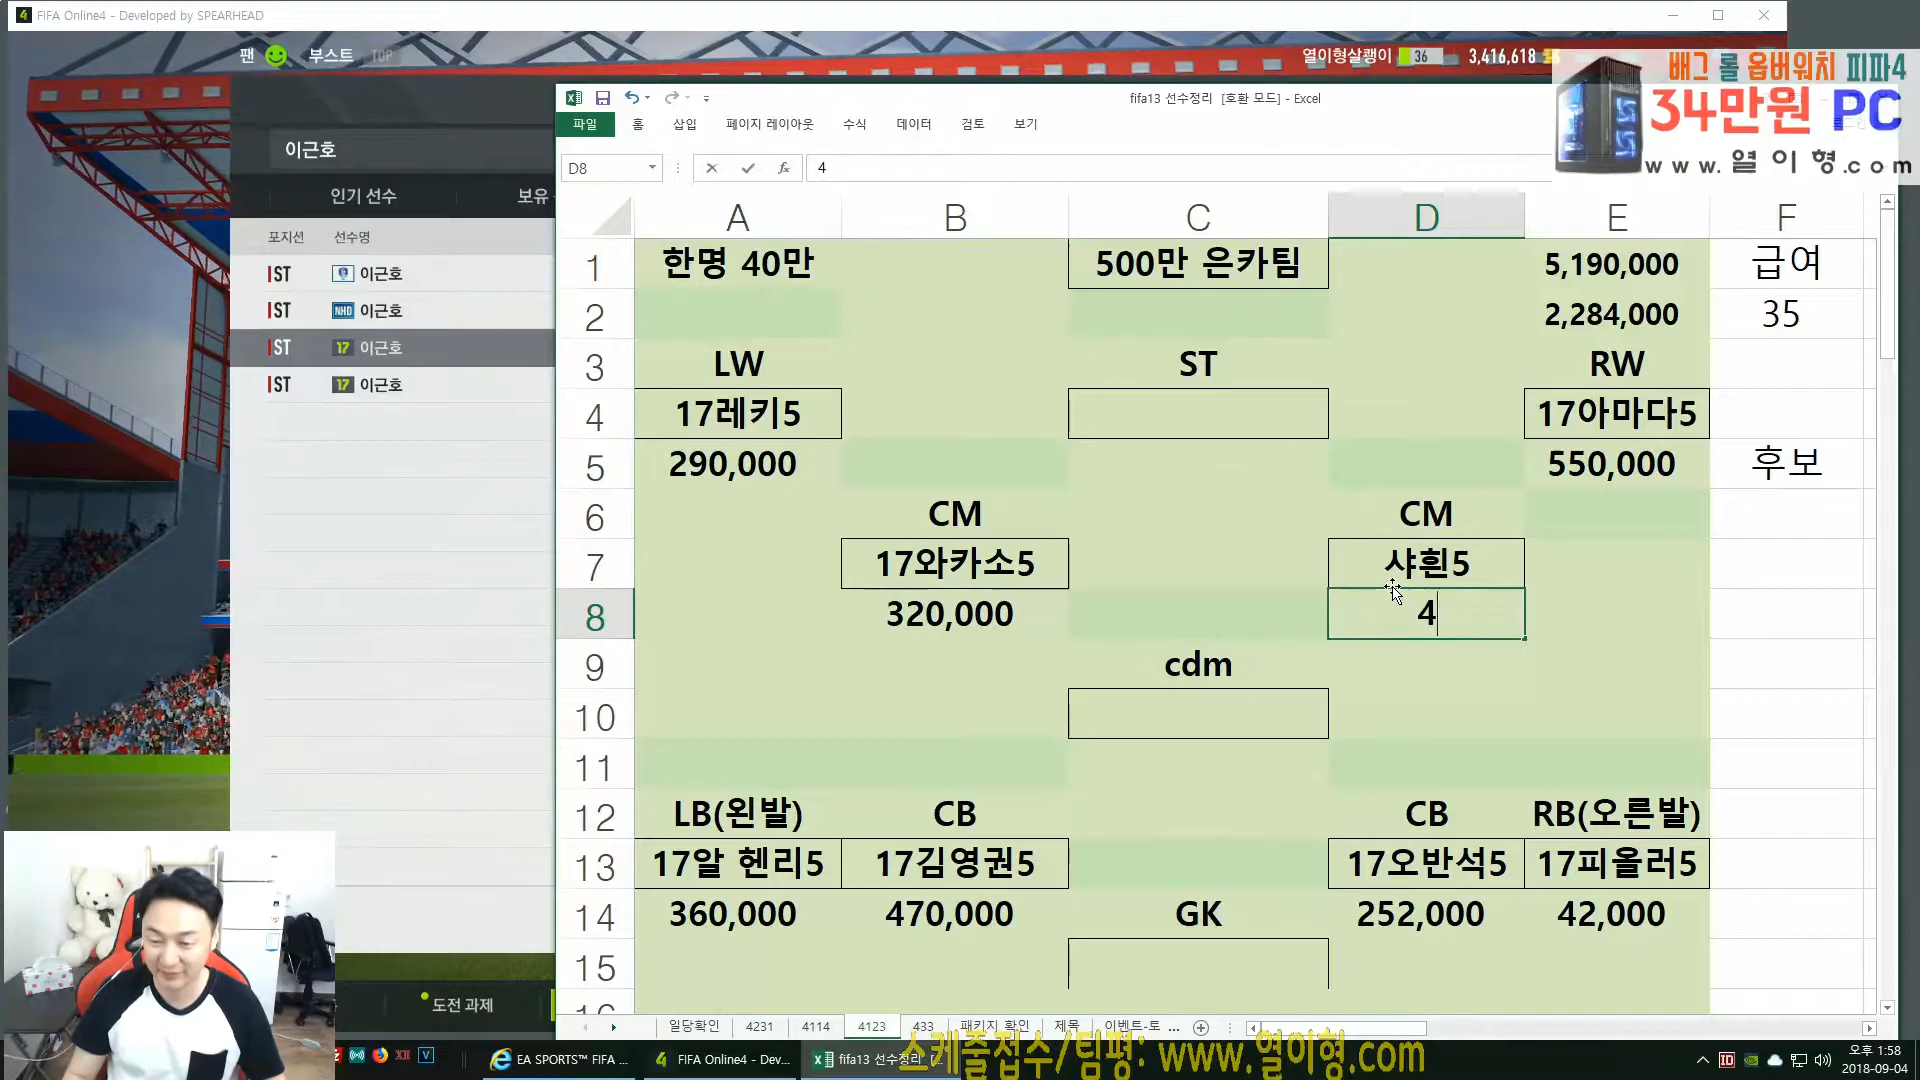 FIFA Online4 - Developed by SPEARHEAD
팬 부스트 TOP
열이형살쾡이 36 3,416,618
배그 롤 옵버워치 피파4
34만원 PC
www.열이형.com
이근호
인기 선수 보유
포지션 선수명
ST 이근호
ST NHD 이근호
ST 17 이근호
ST 17 이근호
도전 과제
fifa13 선수정리 [호환 모드] - Excel
파일 홈 삽입 페이지 레이아웃 수식 데이터 검토 보기
D8 fx 4
A B C D E F
1 한명 40만 500만 은카팀 5,190,000 급여
2 2,284,000 35
3 LW ST RW
4 17레키5 17아마다5
5 290,000 550,000 후보
6 CM CM
7 17와카소5 샤흰5
8 320,000 4
9 cdm
10
11
12 LB(왼발) CB CB RB(오른발)
13 17알 헨리5 17김영권5 17오반석5 17피올러5
14 360,000 470,000 GK 252,000 42,000
15
일당확인 4231 4114 4123 433 패키지 확인 제목 이벤트-토 ...
스케줄접수/팀평: www.열이형.com
EA SPORTS™ FIFA ... FIFA Online4 - Dev... fifa13 선수정리
오후 1:58
2018-09-04